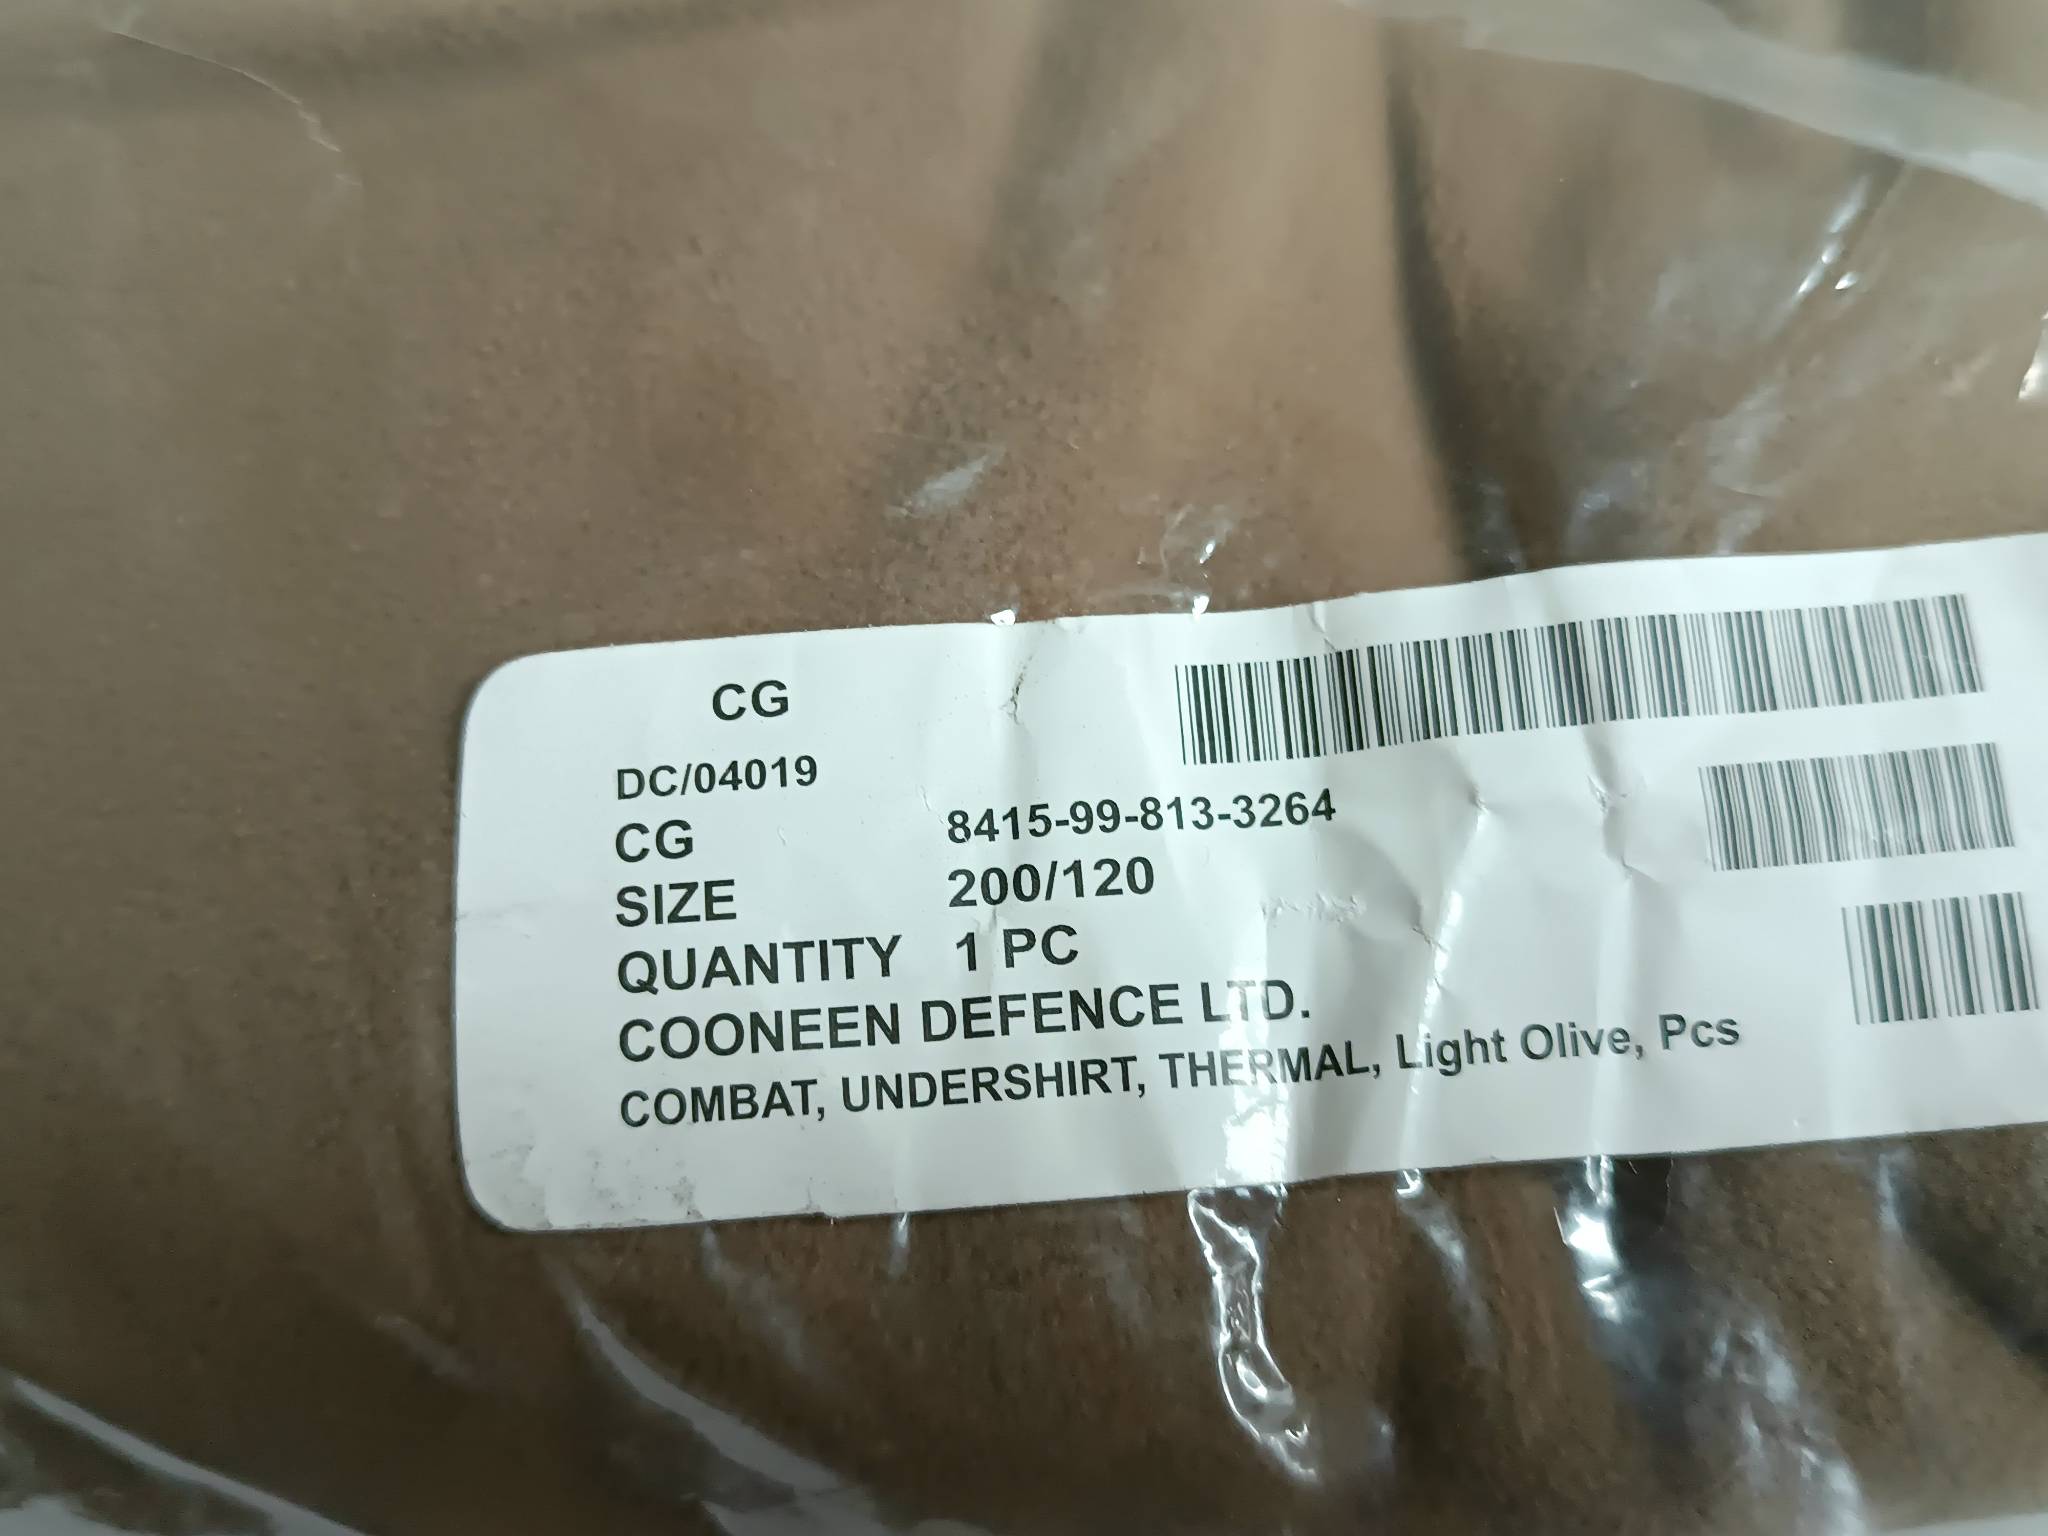 CG
DC/04019
CG 8415-99-813-3264
SIZE 200/120
QUANTITY 1 PC
COONEEN DEFENCE LTD.
COMBAT, UNDERSHIRT, THERMAL, Light Olive, Pcs